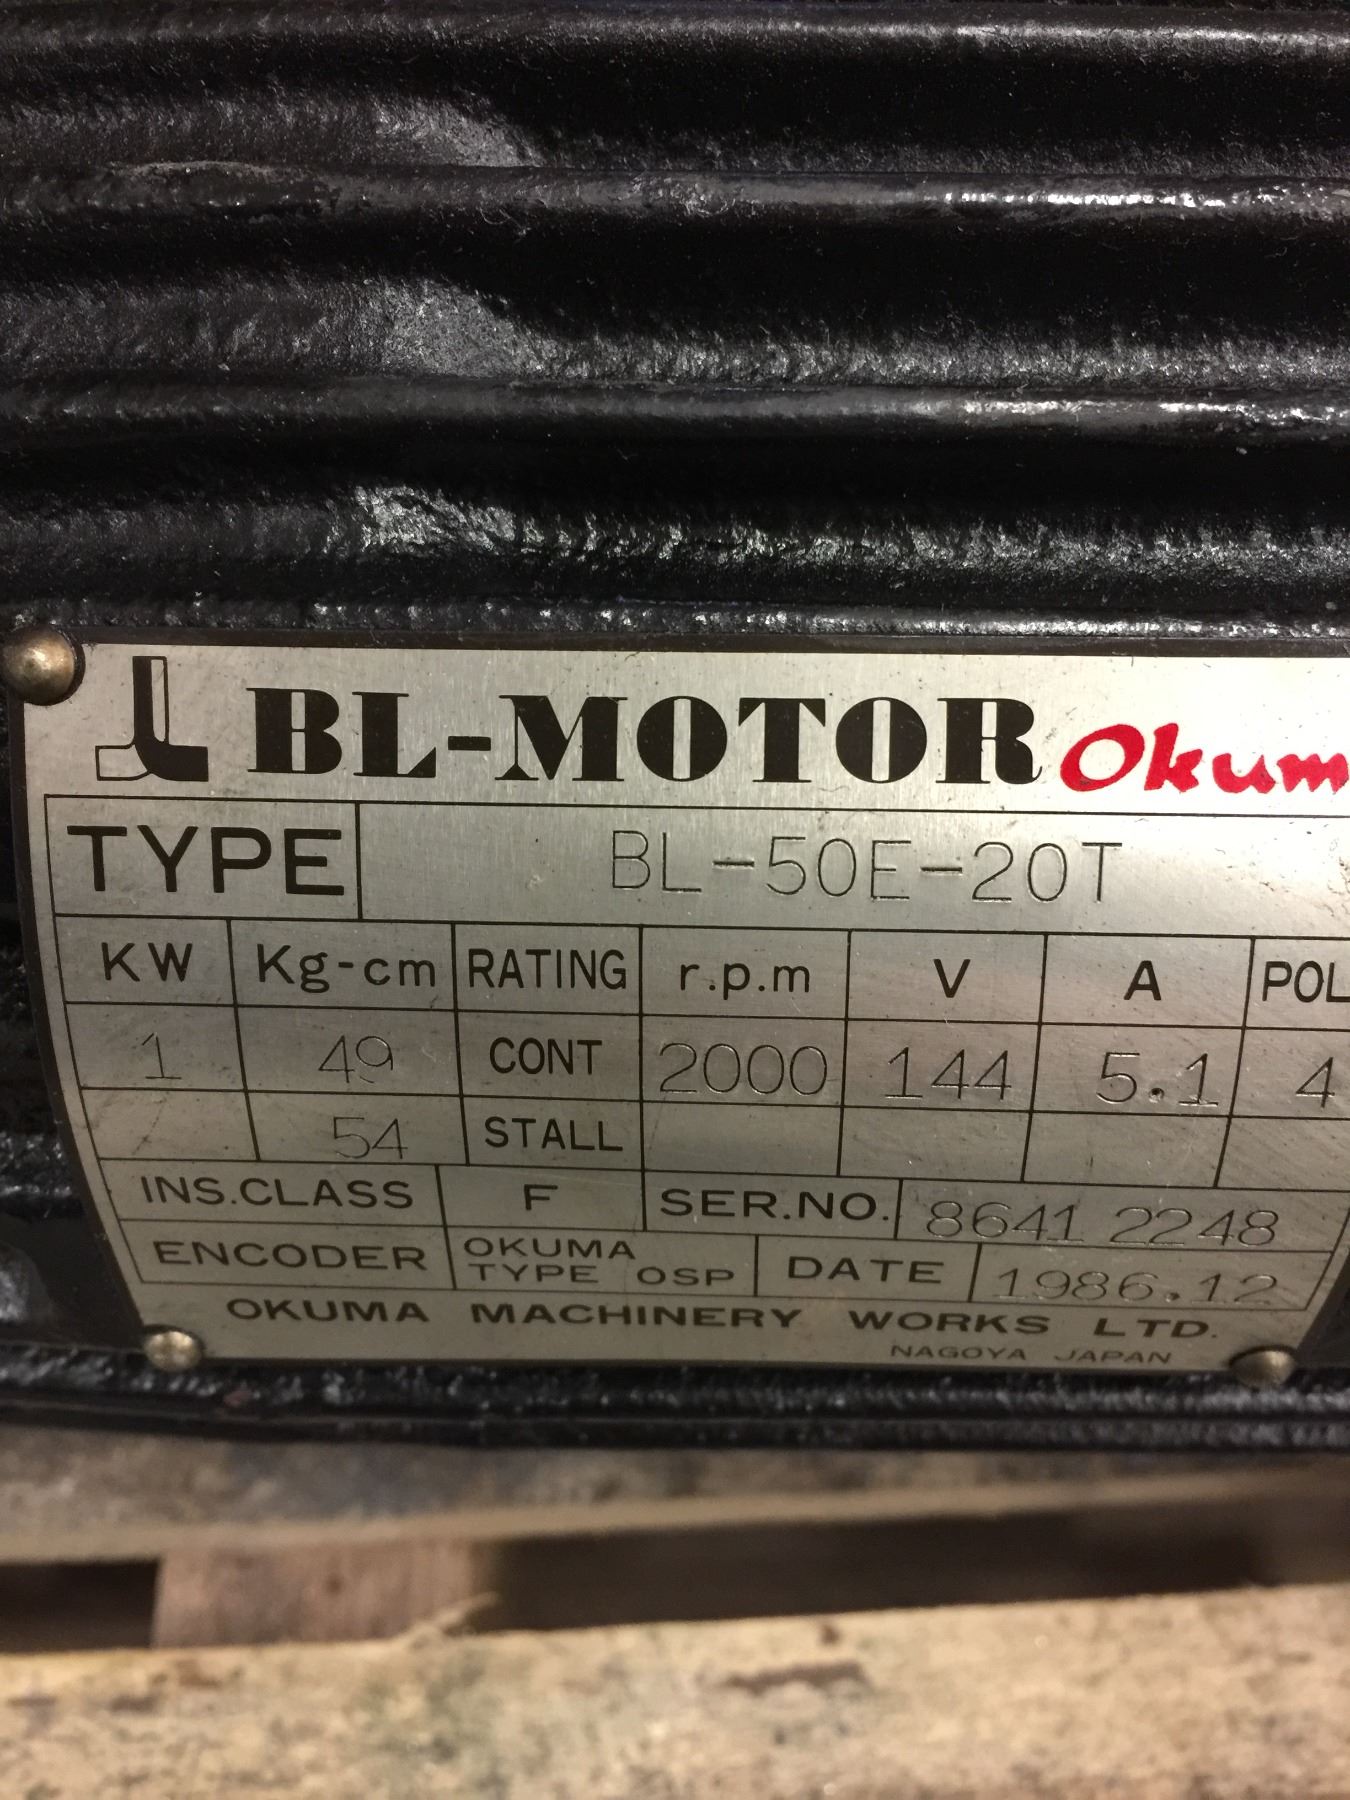 BL-MOTOR Okum
TYPE BL-50E-20T
KW Kg-cm RATING r.p.m V A POL
1 49 CONT 2000 144 5.1 4
/ 54 STALL
INS.CLASS F SER.NO. 8641 2248
ENCODER OKUMA TYPE OSP DATE 1986.12
OKUMA MACHINERY WORKS LTD.
NAGOYA JAPAN